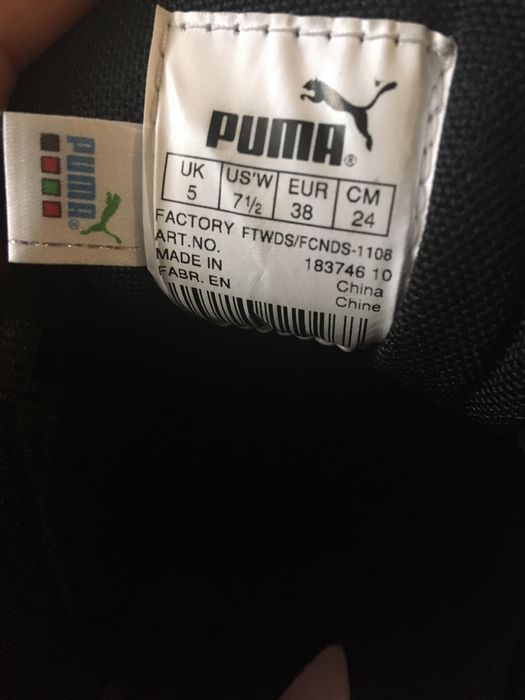 PUMA®
UK US'W EUR CM
5 7½ 38 24
FACTORY FTWDS/FCNDS-1108
ART.NO. 183746 10
MADE IN China
FABR. EN Chine
PUMA®